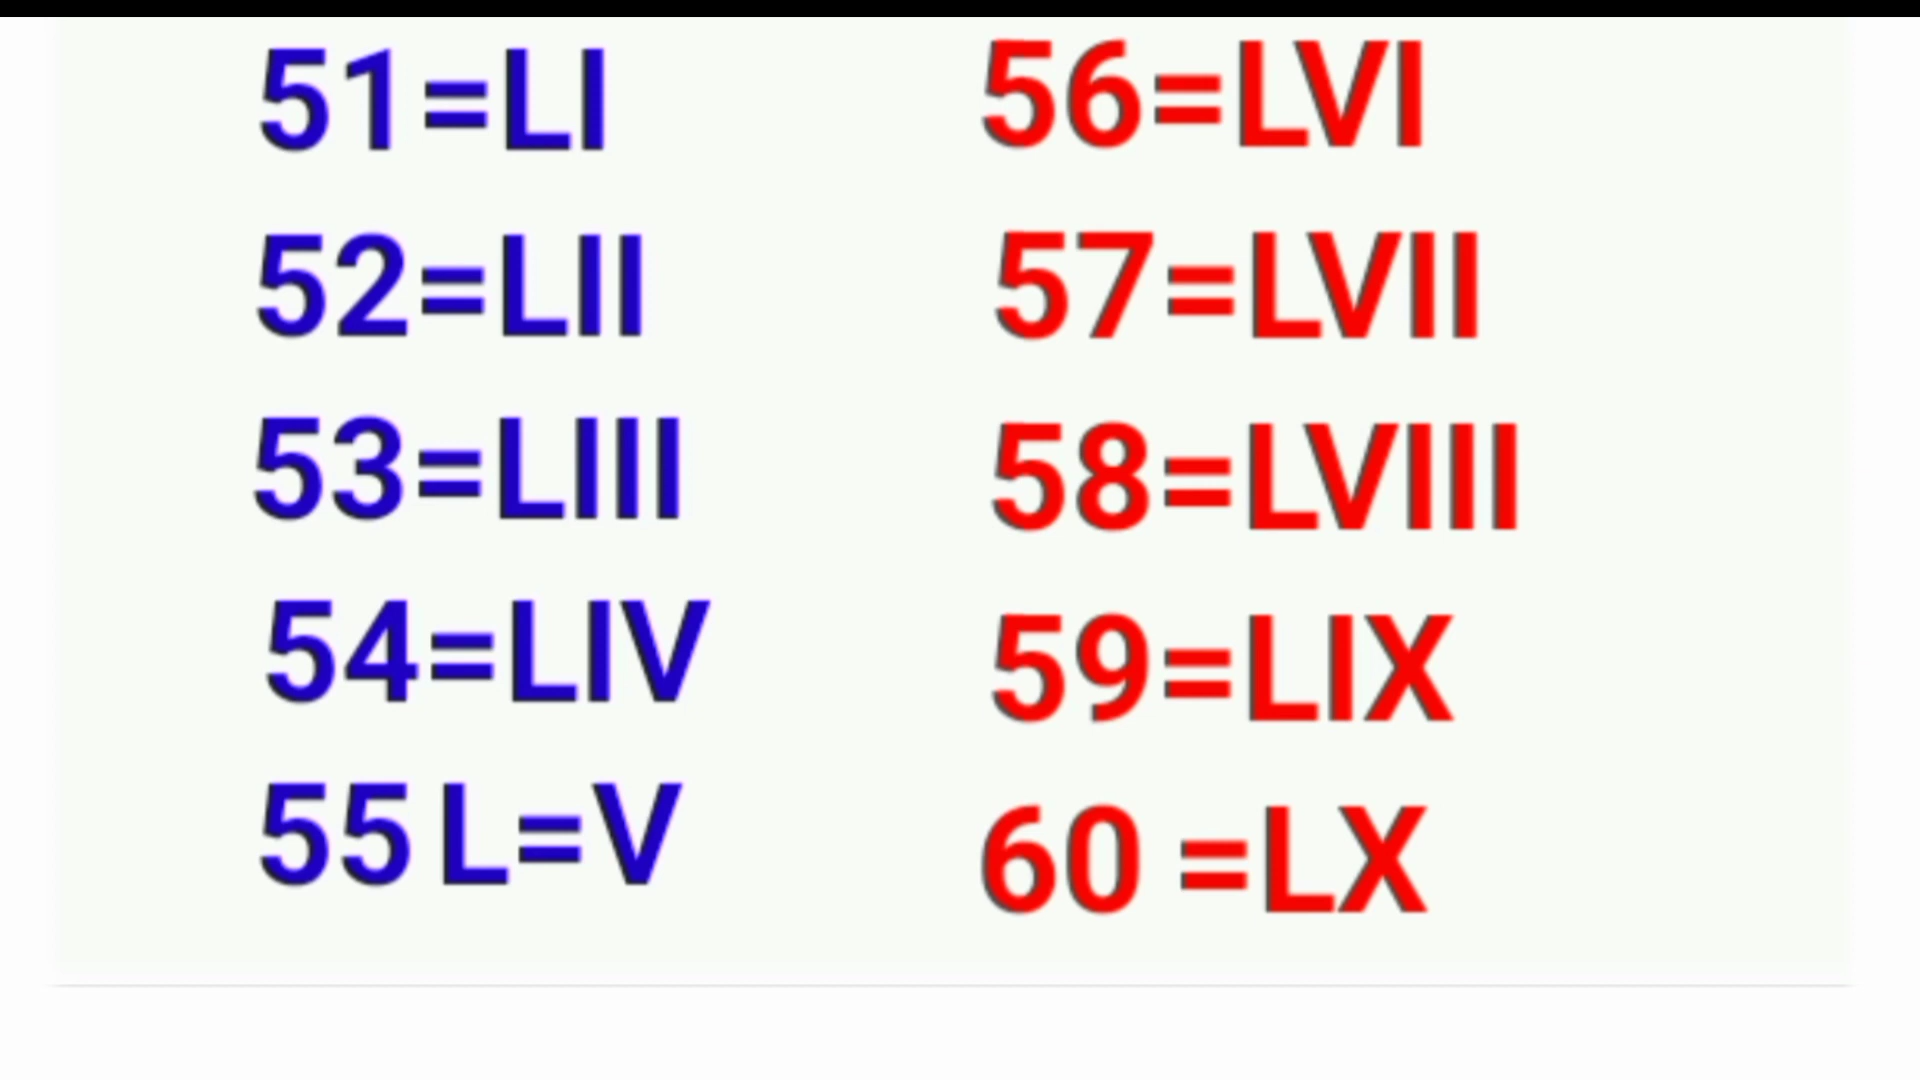 51=LI
52=LII
53=LIII
54=LIV
55 L=V
56=LVI
57=LVII
58=LVIII
59=LIX
60 =LX